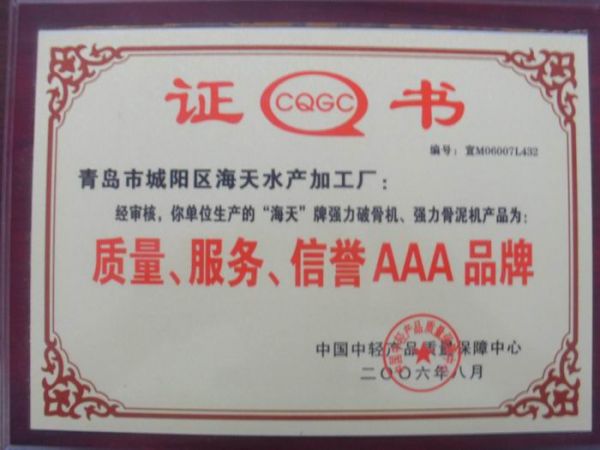 证 CQGC 书
编号：宣M06007L432
青岛市城阳区海天水产加工厂：
经审核，你单位生产的“海天”牌强力破骨机、强力骨泥机产品为：
质量、服务、信誉 AAA 品牌
中国中轻产品质量保障中心
二〇〇六年八月